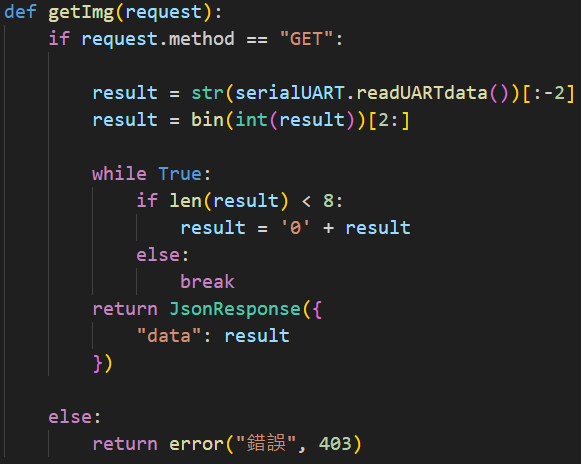 def getImg(request):
    if request.method == "GET":
        result = str(serialUART.readUARTdata())[:-2]
        result = bin(int(result))[2:]
        while True:
            if len(result) < 8:
                result = '0' + result
            else:
                break
        return JsonResponse({
            "data": result
        })
    else:
        return error("錯誤", 403)